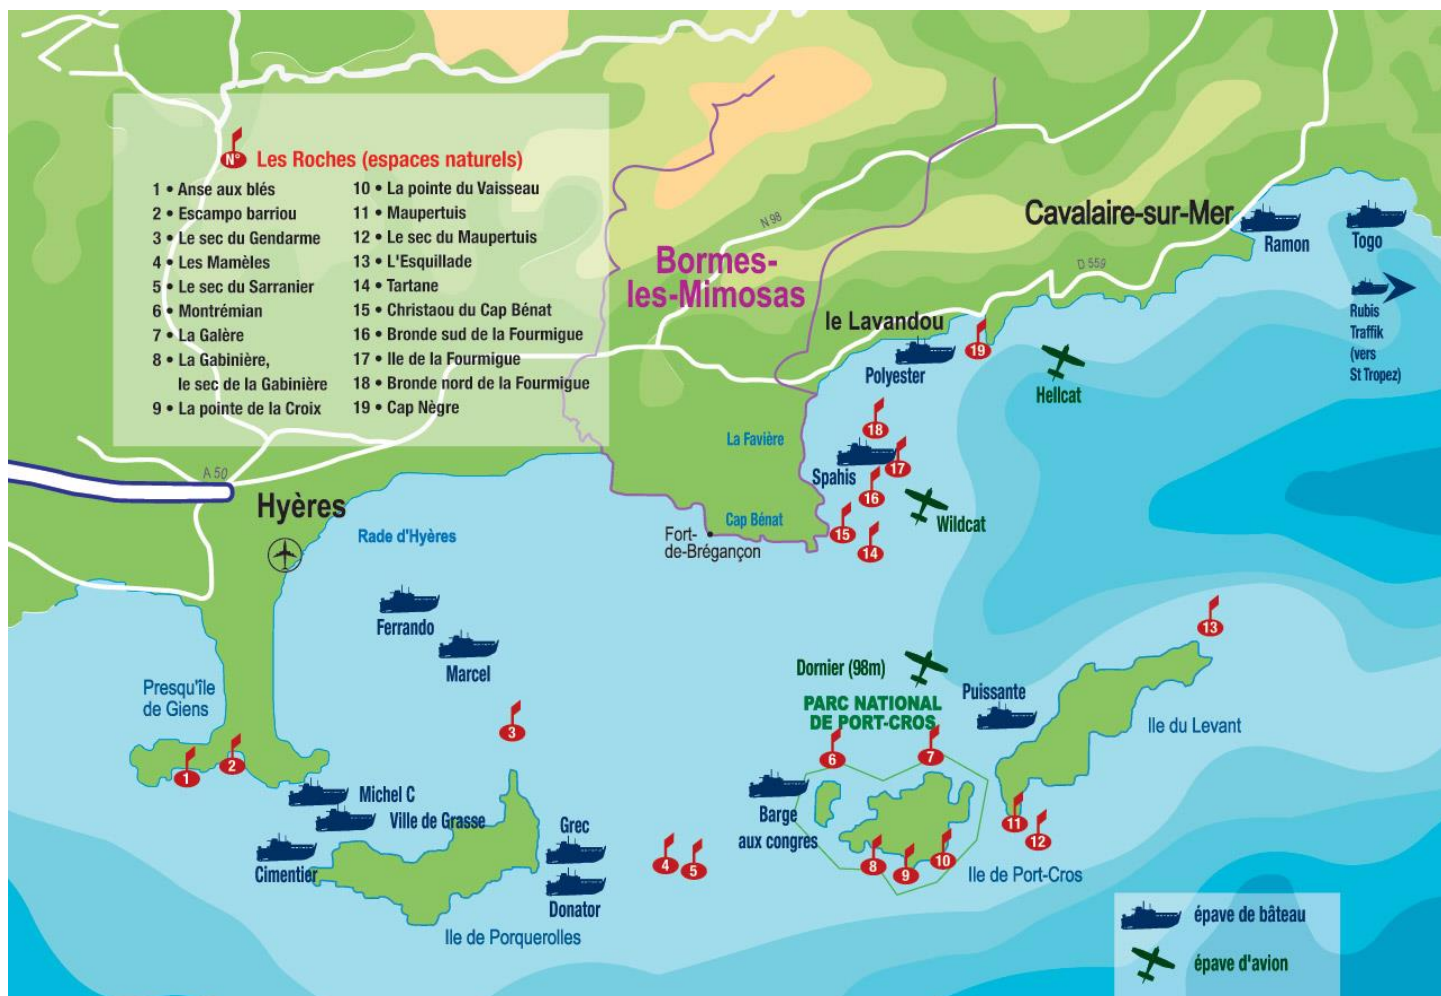 N° Les Roches (espaces naturels)
1 • Anse aux blés
2 • Escampo barriou
3 • Le sec du Gendarme
4 • Les Mamèles
5 • Le sec du Sarranier
6 • Montrémian
7 • La Galère
8 • La Gabinière,
le sec de la Gabinière
9 • La pointe de la Croix
10 • La pointe du Vaisseau
11 • Maupertuis
12 • Le sec du Maupertuis
13 • L'Esquillade
14 • Tartane
15 • Christaou du Cap Bénat
16 • Bronde sud de la Fourmigue
17 • Ile de la Fourmigue
18 • Bronde nord de la Fourmigue
19 • Cap Nègre
N 98
Bormes-
les-Mimosas
Cavalaire-sur-Mer
D 559
Ramon
Togo
Rubis
Traffik
(vers
St Tropez)
le Lavandou
19
Polyester
Hellcat
18
La Favière
Spahis
17
16
Wildcat
Cap Bénat
15
14
Fort-
de-Brégançon
A 50
Hyères
Rade d'Hyères
Ferrando
Marcel
13
Dornier (98m)
PARC NATIONAL
DE PORT-CROS
Puissante
Ile du Levant
Presqu'île
de Giens
3
1
2
6
7
Michel C
Ville de Grasse
Cimentier
Grec
Donator
4
5
Barge
aux congres
8
9
10
11
12
Ile de Port-Cros
Ile de Porquerolles
épave de bâteau
épave d'avion